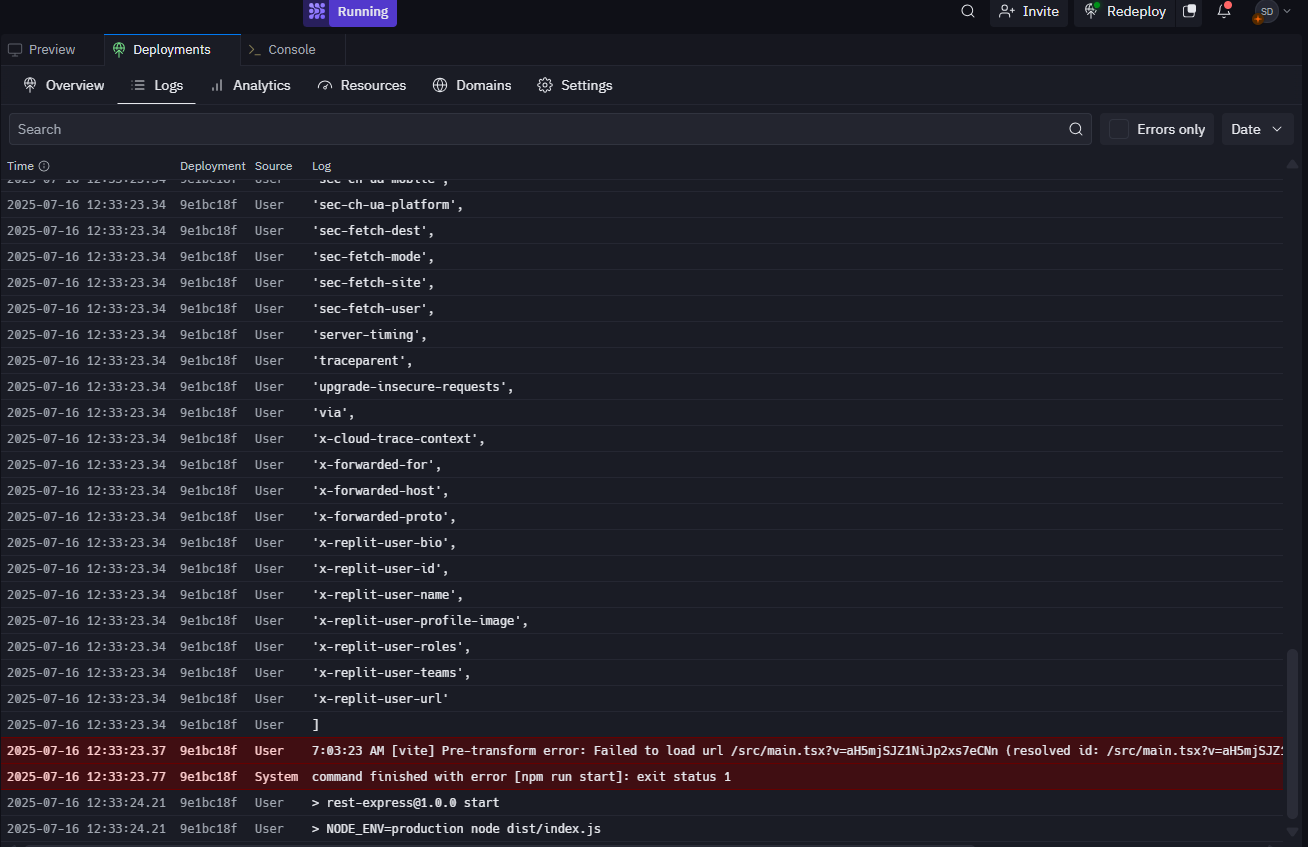 Running
Invite
Redeploy
SD
Preview
Deployments
Console
Overview
Logs
Analytics
Resources
Domains
Settings
Search
Errors only
Date
Time Deployment Source Log
2025-07-16 12:33:23.34 9e1bc18f User 'sec-ch-ua-mobile',
2025-07-16 12:33:23.34 9e1bc18f User 'sec-ch-ua-platform',
2025-07-16 12:33:23.34 9e1bc18f User 'sec-fetch-dest',
2025-07-16 12:33:23.34 9e1bc18f User 'sec-fetch-mode',
2025-07-16 12:33:23.34 9e1bc18f User 'sec-fetch-site',
2025-07-16 12:33:23.34 9e1bc18f User 'sec-fetch-user',
2025-07-16 12:33:23.34 9e1bc18f User 'server-timing',
2025-07-16 12:33:23.34 9e1bc18f User 'traceparent',
2025-07-16 12:33:23.34 9e1bc18f User 'upgrade-insecure-requests',
2025-07-16 12:33:23.34 9e1bc18f User 'via',
2025-07-16 12:33:23.34 9e1bc18f User 'x-cloud-trace-context',
2025-07-16 12:33:23.34 9e1bc18f User 'x-forwarded-for',
2025-07-16 12:33:23.34 9e1bc18f User 'x-forwarded-host',
2025-07-16 12:33:23.34 9e1bc18f User 'x-forwarded-proto',
2025-07-16 12:33:23.34 9e1bc18f User 'x-replit-user-bio',
2025-07-16 12:33:23.34 9e1bc18f User 'x-replit-user-id',
2025-07-16 12:33:23.34 9e1bc18f User 'x-replit-user-name',
2025-07-16 12:33:23.34 9e1bc18f User 'x-replit-user-profile-image',
2025-07-16 12:33:23.34 9e1bc18f User 'x-replit-user-roles',
2025-07-16 12:33:23.34 9e1bc18f User 'x-replit-user-teams',
2025-07-16 12:33:23.34 9e1bc18f User 'x-replit-user-url'
2025-07-16 12:33:23.34 9e1bc18f User ]
2025-07-16 12:33:23.37 9e1bc18f User 7:03:23 AM [vite] Pre-transform error: Failed to load url /src/main.tsx?v=aH5mjSJZ1NiJp2xs7eCNn (resolved id: /src/main.tsx?v=aH5mjSJZ1
2025-07-16 12:33:23.77 9e1bc18f System command finished with error [npm run start]: exit status 1
2025-07-16 12:33:24.21 9e1bc18f User > rest-express@1.0.0 start
2025-07-16 12:33:24.21 9e1bc18f User > NODE_ENV=production node dist/index.js